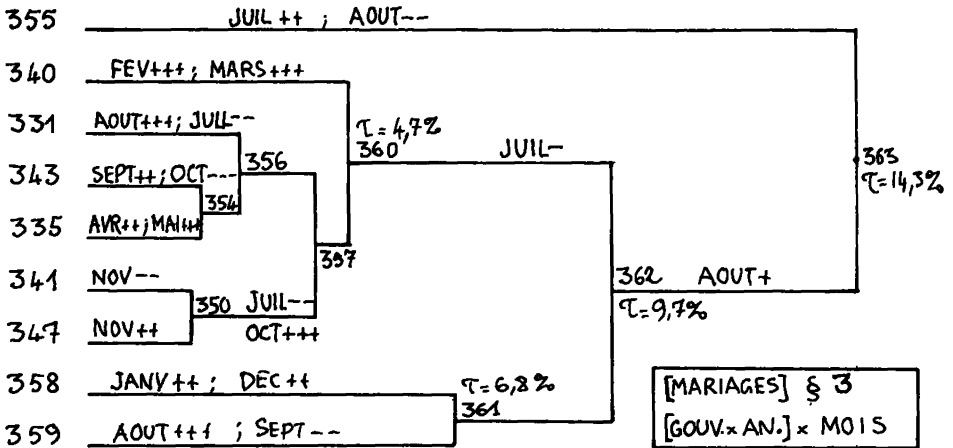 355 JUIL ++ ; AOUT--
340 FEV+++ ; MARS+++
331 AOUT+++; JUIL--
τ = 4,7%
360 JUIL-
363
τ=14,3%
343 SEPT++; OCT---
356
354
335 AVR++; MAI+++
397
341 NOV--
362 AOUT+
350 JUIL--
τ=9,7%
347 NOV++
OCT+++
358 JANV ++ ; DEC ++
τ=6,8%
361
359 AOUT +++ ; SEPT --
[MARIAGES] § 3
[GOUV.× AN.] × MOIS